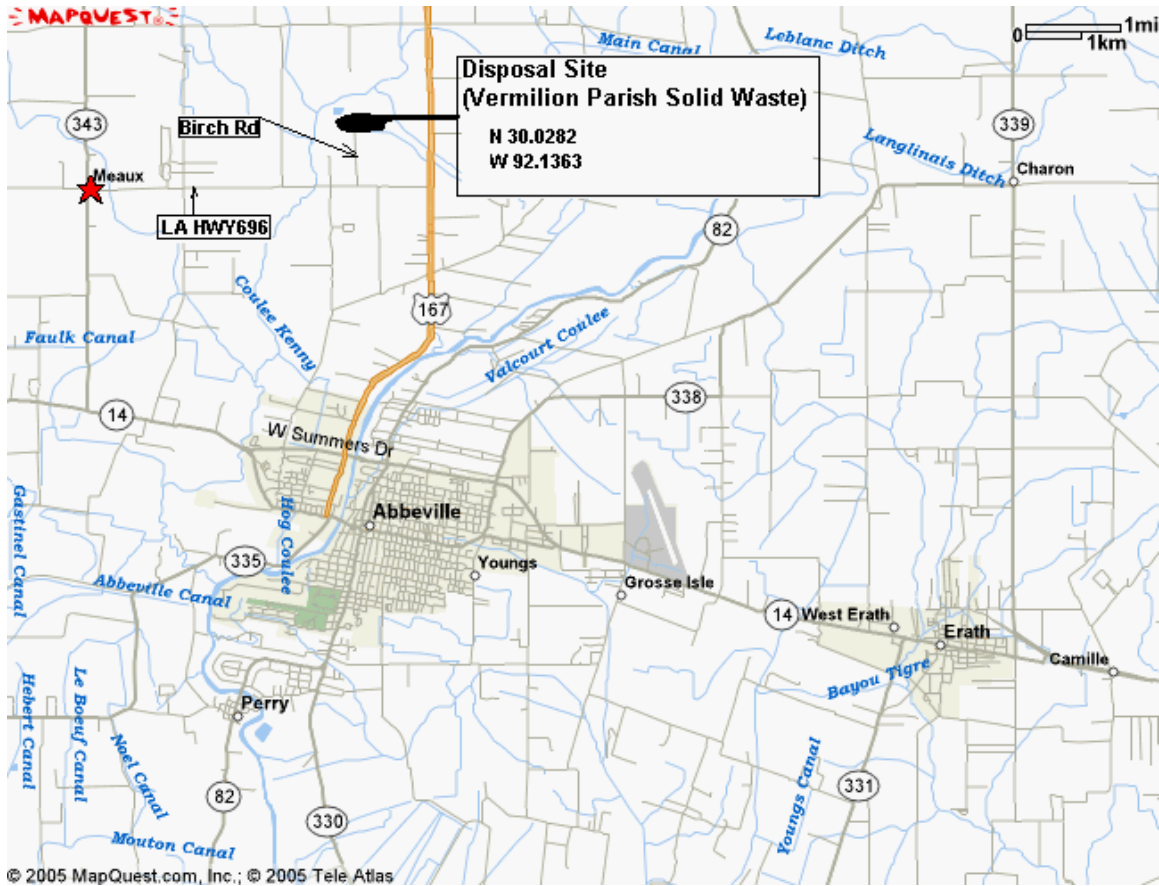 MAPQUEST®
0
1mi
1km
Main Canal
Leblanc Ditch
Disposal Site
(Vermilion Parish Solid Waste)
N 30.0282
W 92.1363
343
Birch Rd
339
Langlinais Ditch
Meaux
Charon
LA HWY696
82
Coulee Kenny
167
Valcourt Coulee
Faulk Canal
338
14
W Summers Dr
Gastinel Canal
Hog Coulee
Abbeville
335
Youngs
Abbeville Canal
Grosse Isle
14
West Erath
Erath
Camille
Bayou Tigre
Hebert Canal
Le Boeuf Canal
Perry
Noel Canal
Youngs Canal
331
82
330
Mouton Canal
© 2005 MapQuest.com, Inc.; © 2005 Tele Atlas